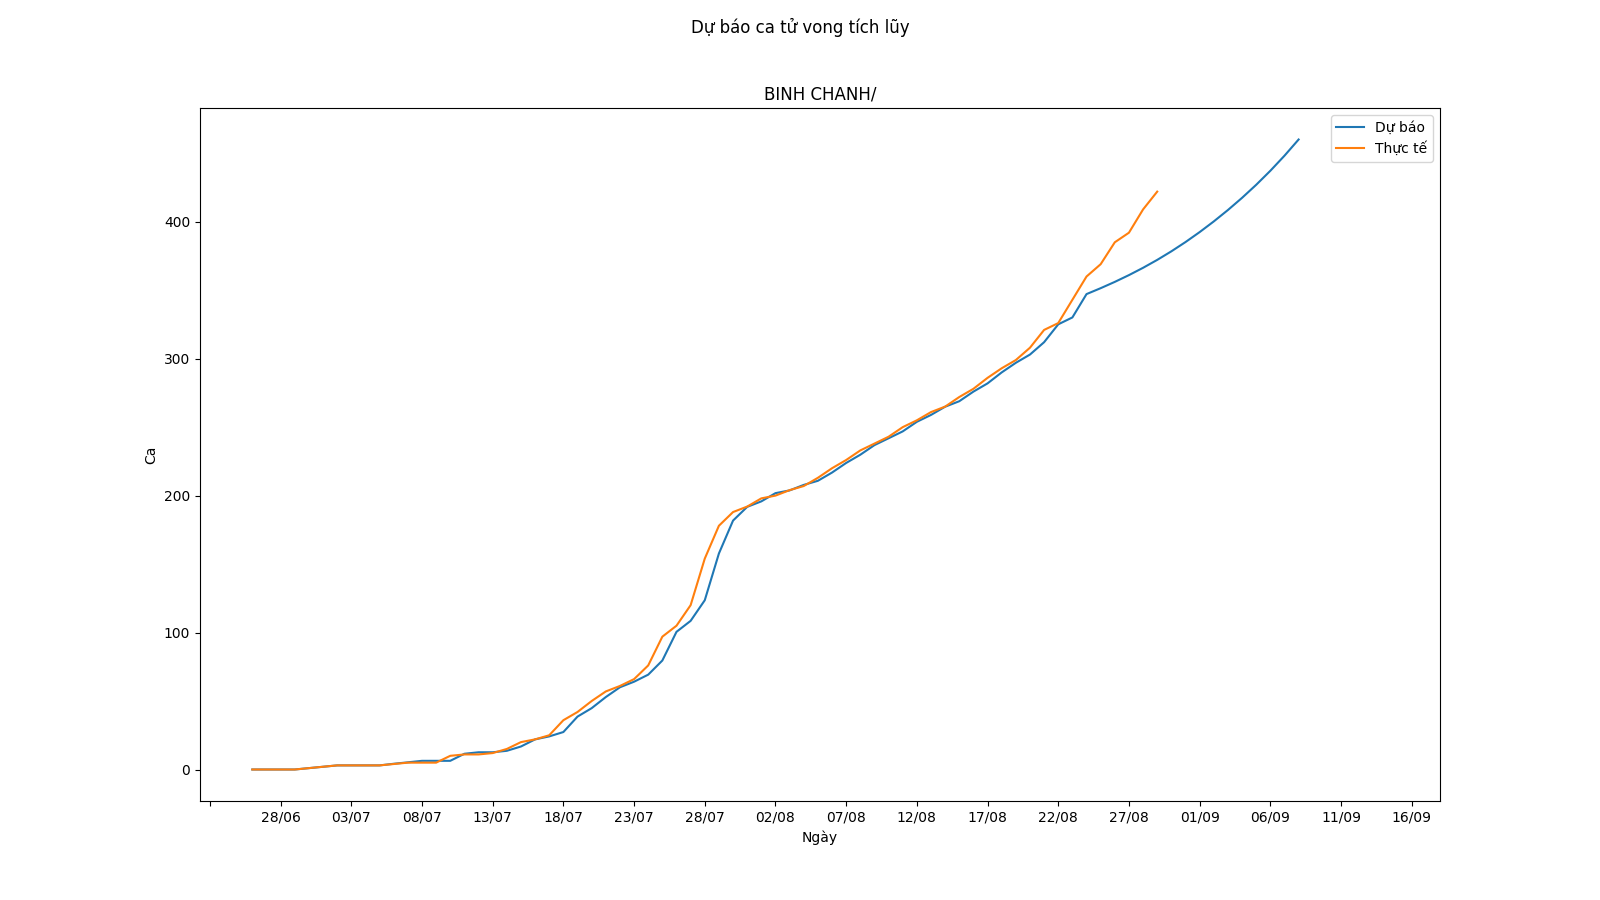 Dự báo ca tử vong tích lũy
BINH CHANH/
Dự báo
Thực tế
400
300
200
100
0
Ca
28/06 03/07 08/07 13/07 18/07 23/07 28/07 02/08 07/08 12/08 17/08 22/08 27/08 01/09 06/09 11/09 16/09
Ngày